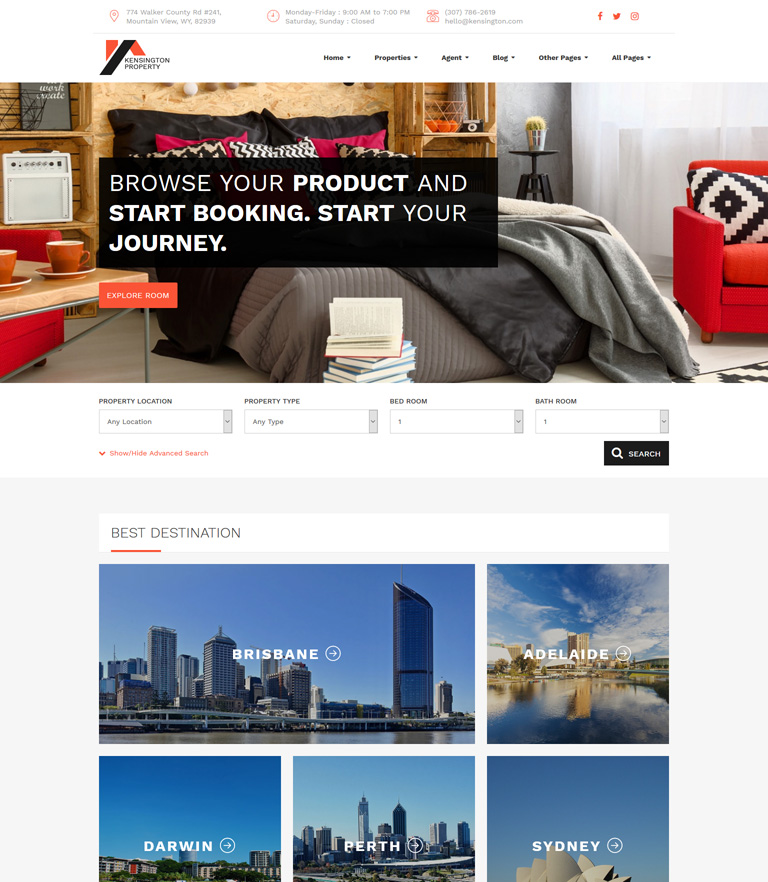 774 Walker County Rd #241,
Mountain View, WY, 82939
Monday-Friday : 9:00 AM to 7:00 PM
Saturday, Sunday : Closed
(307) 786-2619
hello@kensington.com
KENSINGTON
PROPERTY
Home
Properties
Agent
Blog
Other Pages
All Pages
work
create
BROWSE YOUR PRODUCT AND
START BOOKING. START YOUR
JOURNEY.
EXPLORE ROOM
PROPERTY LOCATION
PROPERTY TYPE
BED ROOM
BATH ROOM
Any Location
Any Type
1
1
Show/Hide Advanced Search
SEARCH
BEST DESTINATION
BRISBANE
ADELAIDE
DARWIN
PERTH
SYDNEY